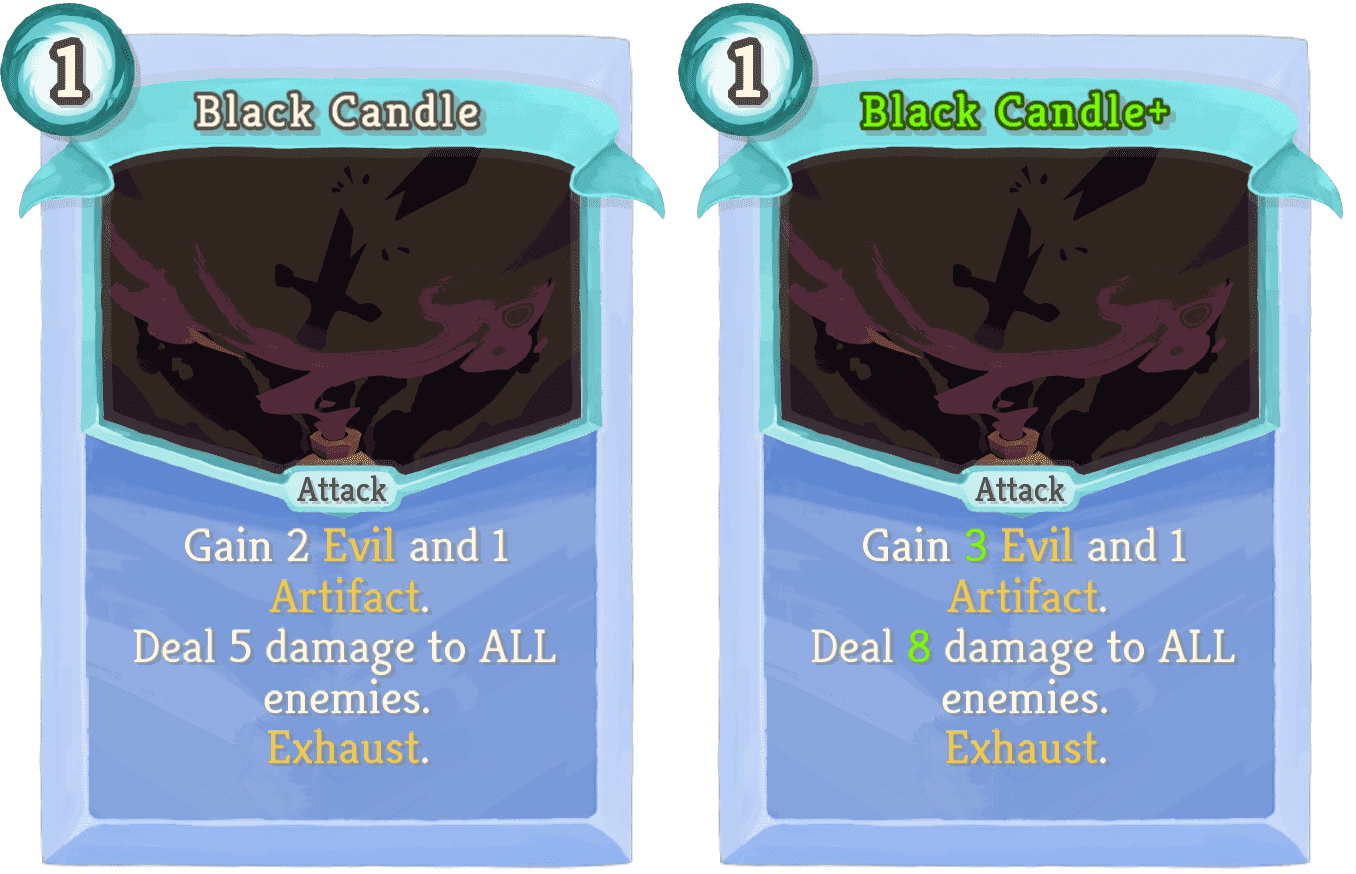 1
Black Candle
Attack
Gain 2 Evil and 1
Artifact.
Deal 5 damage to ALL
enemies.
Exhaust.
1
Black Candle+
Attack
Gain 3 Evil and 1
Artifact.
Deal 8 damage to ALL
enemies.
Exhaust.